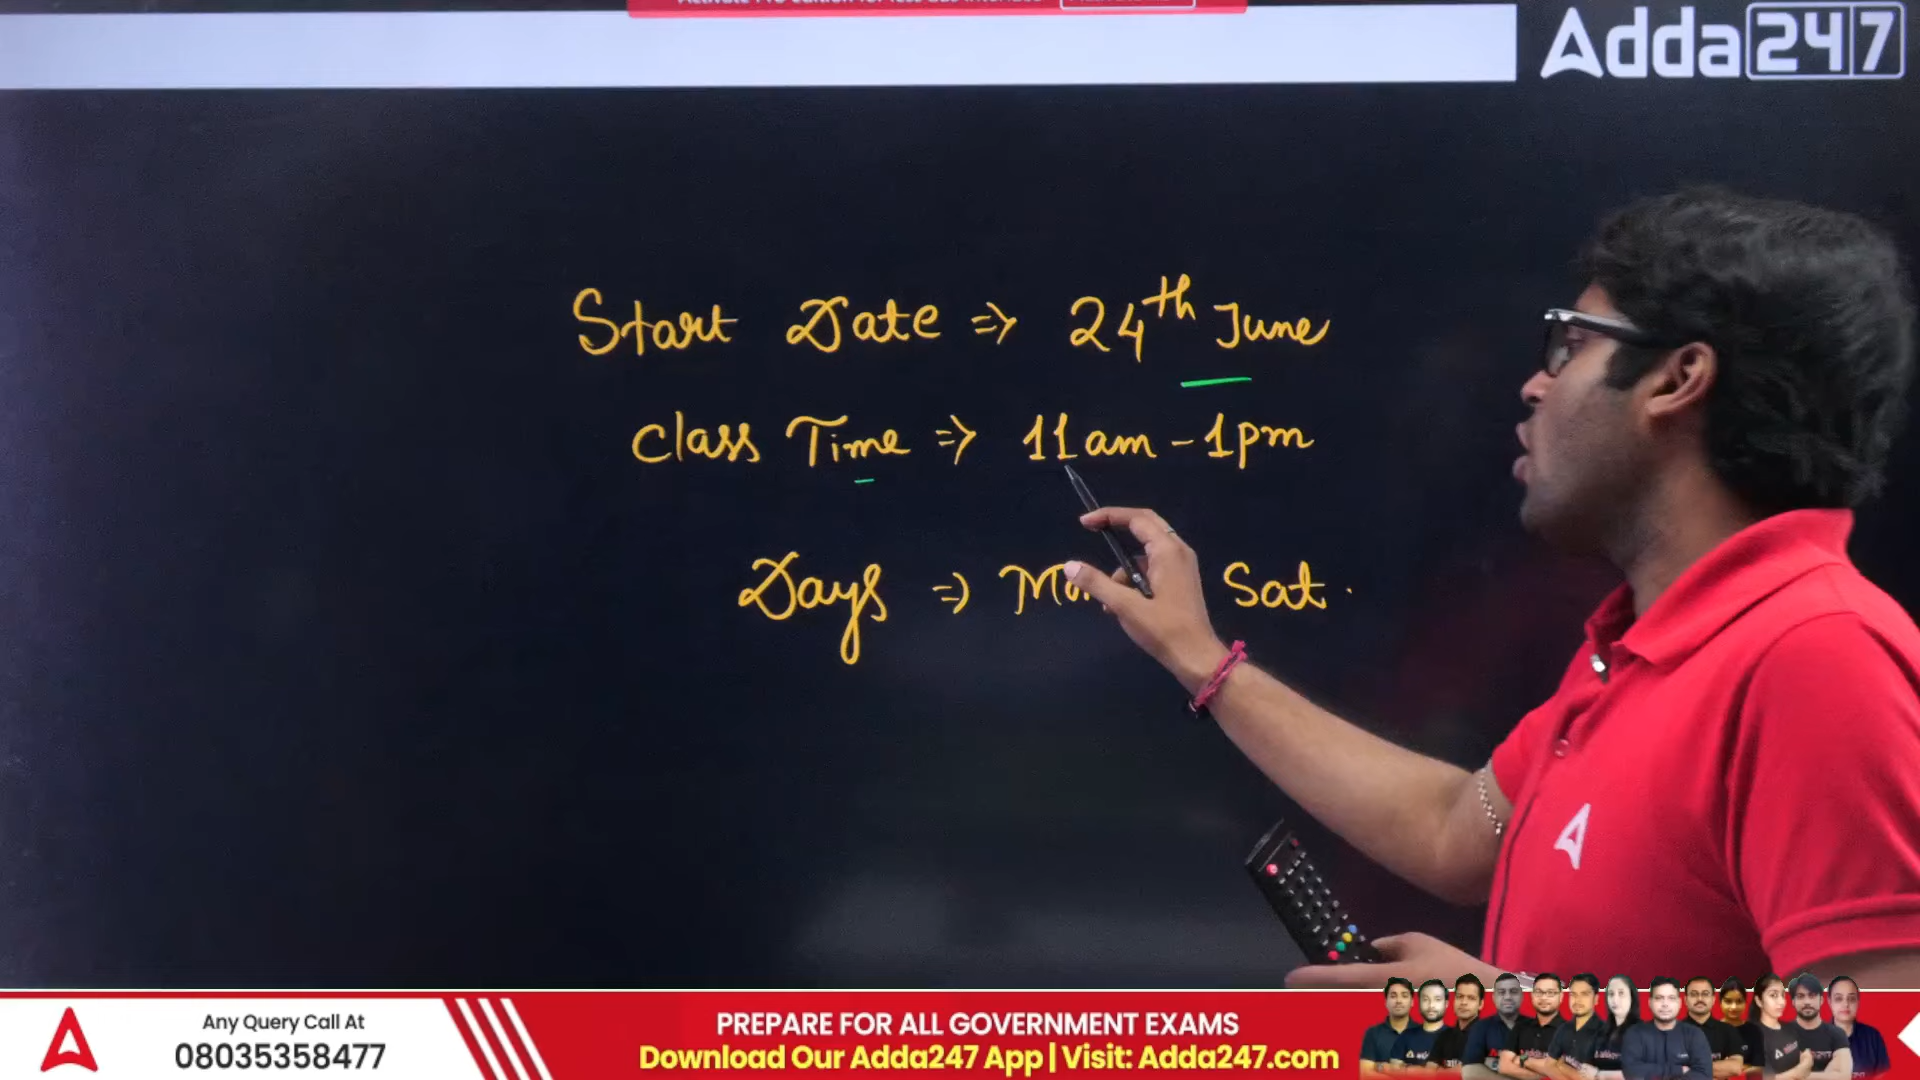 Adda247
Start Date => 24th June
Class Time => 11am - 1pm
Days => Sat.
Any Query Call At
08035358477
PREPARE FOR ALL GOVERNMENT EXAMS
Download Our Adda247 App | Visit: Adda247.com